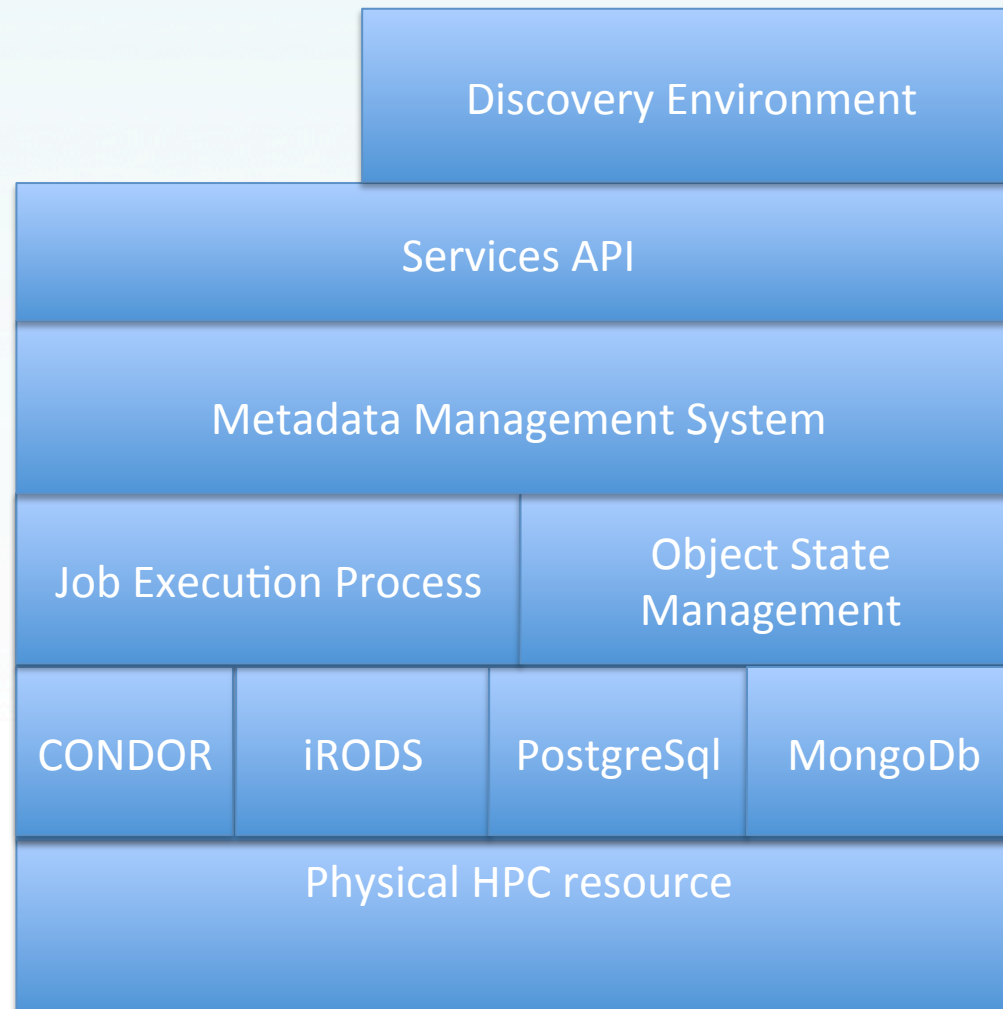 Discovery Environment
Services API
Metadata Management System
Job Execution Process
Object State
Management
CONDOR
iRODS
PostgreSql
MongoDb
Physical HPC resource